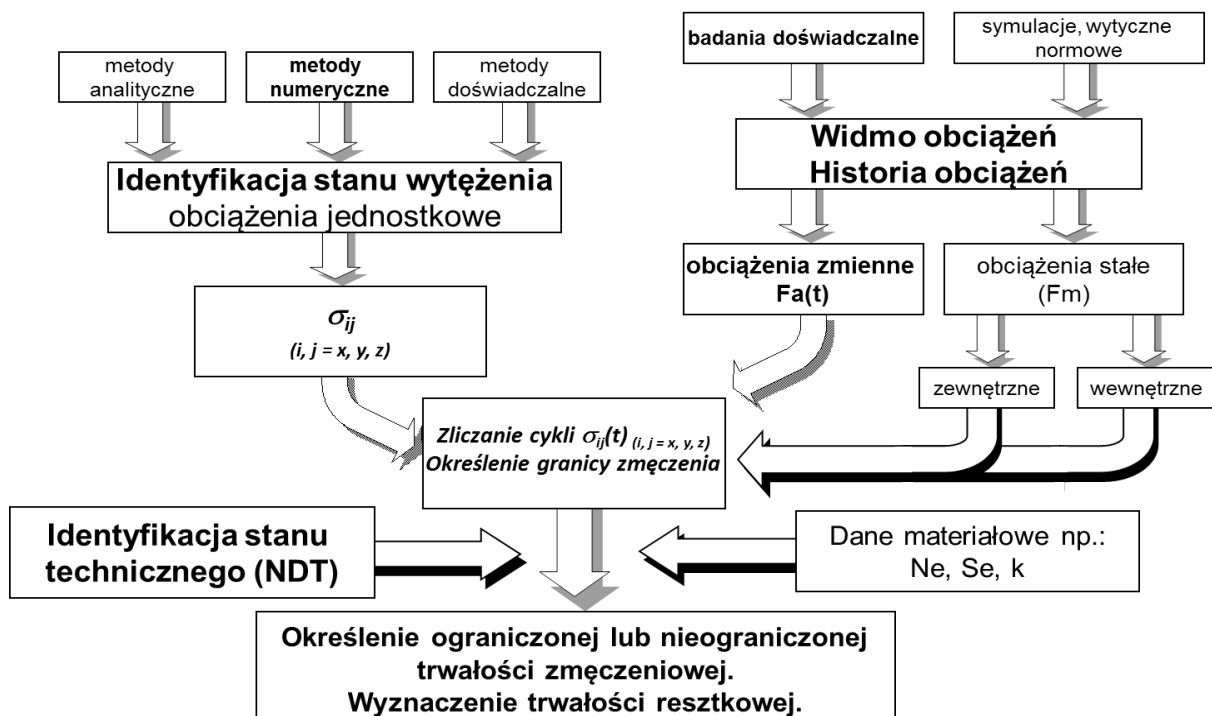 metody
analityczne
metody
numeryczne
metody
doświadczalne
badania doświadczalne
symulacje, wytyczne
normowe
Identyfikacja stanu wytężenia
obciążenia jednostkowe
Widmo obciążeń
Historia obciążeń
σij
(i, j = x, y, z)
obciążenia zmienne
Fa(t)
obciążenia stałe
(Fm)
zewnętrzne
wewnętrzne
Zliczanie cykli σij(t) (i, j = x, y, z)
Określenie granicy zmęczenia
Identyfikacja stanu
technicznego (NDT)
Dane materiałowe np.:
Ne, Se, k
Określenie ograniczonej lub nieograniczonej
trwałości zmęczeniowej.
Wyznaczenie trwałości resztkowej.